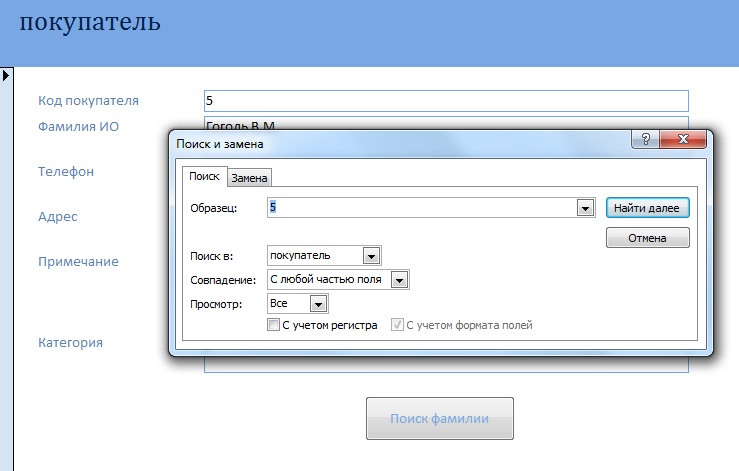 покупатель
Код покупателя 5
Фамилия ИО Гоголь В.М.
Поиск и замена ?
Телефон
Поиск Замена
Образец: 5 Найти далее
Адрес
Отмена
Поиск в: покупатель
Примечание
Совпадение: С любой частью поля
Просмотр: Все
С учетом регистра С учетом формата полей
Категория
Поиск фамилии